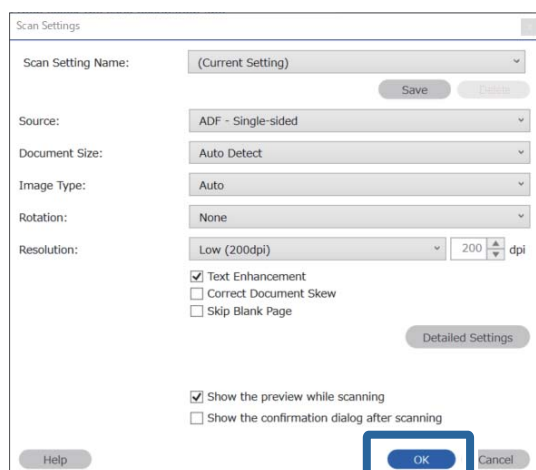 Scan Settings
Scan Setting Name: (Current Setting)
Save Delete
Source: ADF - Single-sided
Document Size: Auto Detect
Image Type: Auto
Rotation: None
Resolution: Low (200dpi) 200 dpi
Text Enhancement
Correct Document Skew
Skip Blank Page
Detailed Settings
Show the preview while scanning
Show the confirmation dialog after scanning
Help OK Cancel